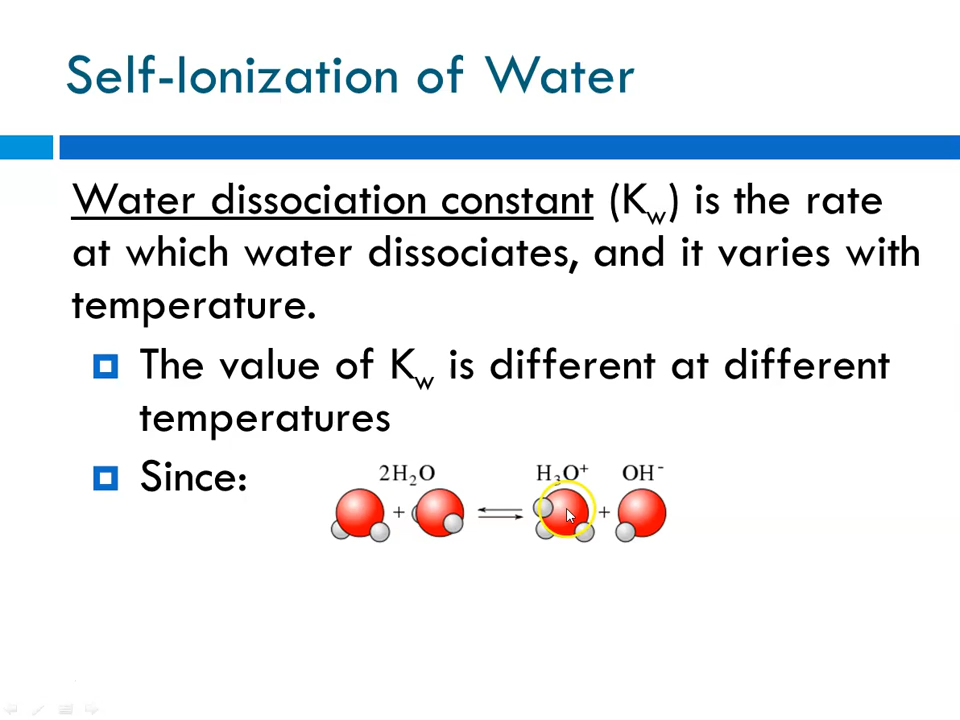 Self-Ionization of Water
Water dissociation constant (Kw) is the rate
at which water dissociates, and it varies with
temperature.
The value of Kw is different at different
temperatures
Since:
2H₂O H₃O⁺ OH⁻
+ ⇌ +